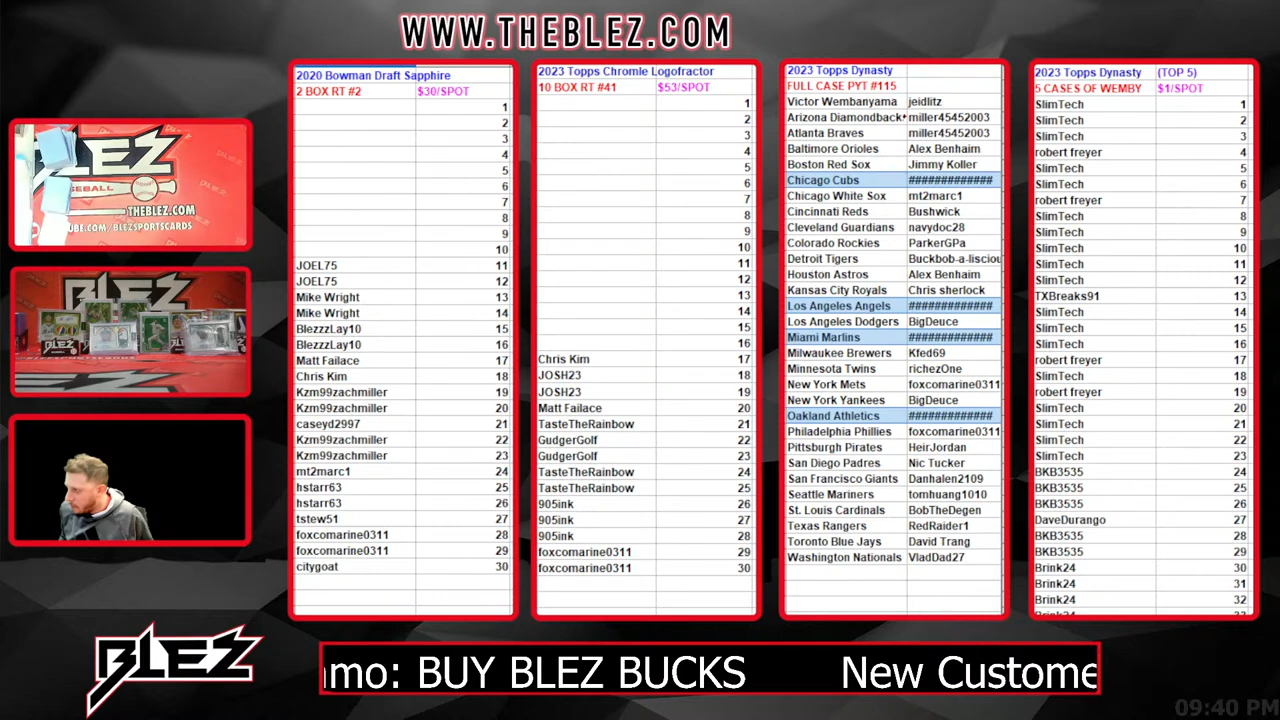 WWW.THEBLEZ.COM
2020 Bowman Draft Sapphire
2 BOX RT #2 $30/SPOT
1
2
3
4
5
6
7
8
9
10
JOEL75 11
JOEL75 12
Mike Wright 13
Mike Wright 14
BlezzzLay10 15
BlezzzLay10 16
Matt Failace 17
Chris Kim 18
Kzm99zachmiller 19
Kzm99zachmiller 20
caseyd2997 21
Kzm99zachmiller 22
Kzm99zachmiller 23
mt2marc1 24
hstarr63 25
hstarr63 26
tstew51 27
foxcomarine0311 28
foxcomarine0311 29
citygoat 30
2023 Topps Chromle Logofractor
10 BOX RT #41 $53/SPOT
1
2
3
4
5
6
7
8
9
10
11
12
13
14
15
16
Chris Kim 17
JOSH23 18
JOSH23 19
Matt Failace 20
TasteTheRainbow 21
GudgerGolf 22
GudgerGolf 23
TasteTheRainbow 24
TasteTheRainbow 25
905ink 26
905ink 27
905ink 28
foxcomarine0311 29
foxcomarine0311 30
2023 Topps Dynasty
FULL CASE PYT #115
Victor Wembanyama jeidlitz
Arizona Diamondback miller45452003
Atlanta Braves miller45452003
Baltimore Orioles Alex Benhaim
Boston Red Sox Jimmy Koller
Chicago Cubs #############
Chicago White Sox mt2marc1
Cincinnati Reds Bushwick
Cleveland Guardians navydoc28
Colorado Rockies ParkerGPa
Detroit Tigers Buckbob-a-lisciou
Houston Astros Alex Benhaim
Kansas City Royals Chris sherlock
Los Angeles Angels #############
Los Angeles Dodgers BigDeuce
Miami Marlins #############
Milwaukee Brewers Kfed69
Minnesota Twins richezOne
New York Mets foxcomarine0311
New York Yankees BigDeuce
Oakland Athletics #############
Philadelphia Phillies foxcomarine0311
Pittsburgh Pirates HeirJordan
San Diego Padres Nic Tucker
San Francisco Giants Danhalen2109
Seattle Mariners tomhuang1010
St. Louis Cardinals BobTheDegen
Texas Rangers RedRaider1
Toronto Blue Jays David Trang
Washington Nationals VladDad27
2023 Topps Dynasty (TOP 5)
5 CASES OF WEMBY $1/SPOT
SlimTech 1
SlimTech 2
SlimTech 3
robert freyer 4
SlimTech 5
SlimTech 6
robert freyer 7
SlimTech 8
SlimTech 9
SlimTech 10
SlimTech 11
SlimTech 12
TXBreaks91 13
SlimTech 14
SlimTech 15
SlimTech 16
robert freyer 17
SlimTech 18
robert freyer 19
SlimTech 20
SlimTech 21
SlimTech 22
SlimTech 23
BKB3535 24
BKB3535 25
BKB3535 26
DaveDurango 27
BKB3535 28
BKB3535 29
Brink24 30
Brink24 31
Brink24 32
Brink24 33
BLEZ
THEBLEZ.COM
UBE.COM/BLEZSPORTSCARDS
BLEZ
BLEZ
mo: BUY BLEZ BUCKS New Custome
09:40 PM